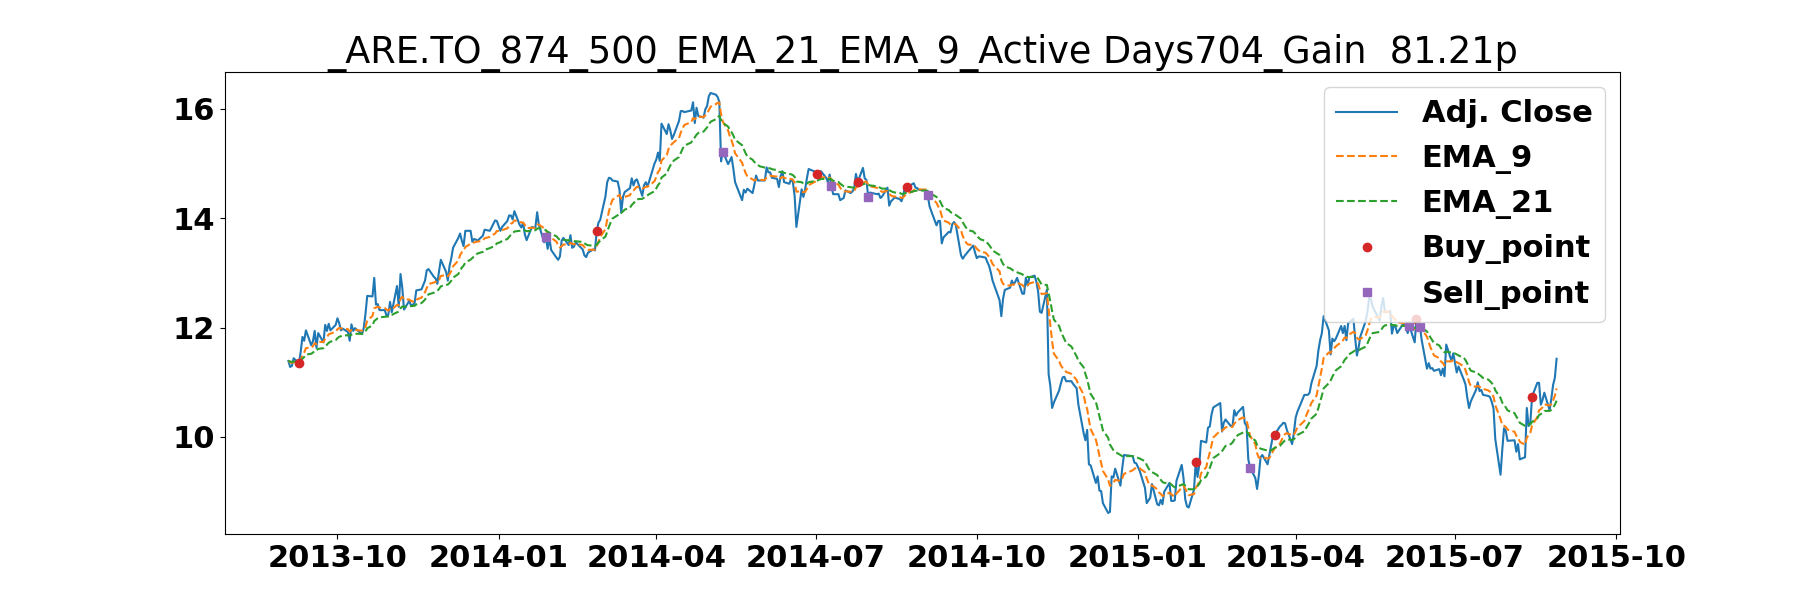 _ARE.TO_874_500_EMA_21_EMA_9_Active Days704_Gain  81.21p
16
14
12
10
Adj. Close
EMA_9
EMA_21
Buy_point
Sell_point
2013-10 2014-01 2014-04 2014-07 2014-10 2015-01 2015-04 2015-07 2015-10